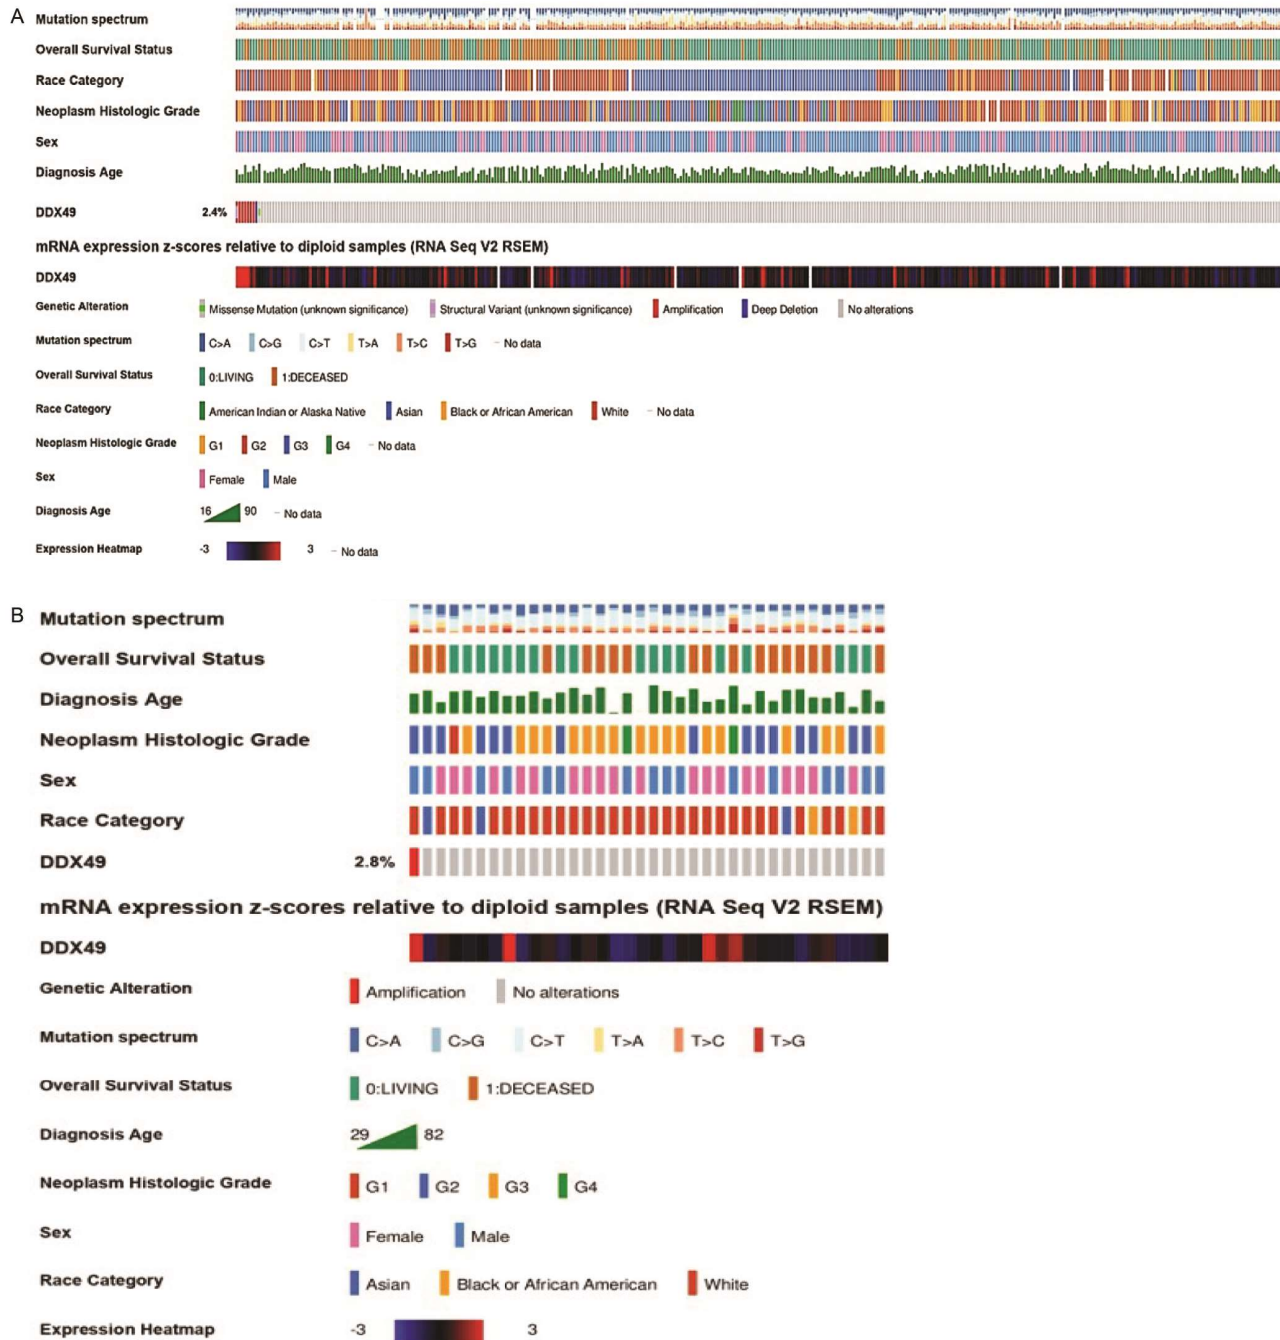 A
Mutation spectrum
Overall Survival Status
Race Category
Neoplasm Histologic Grade
Sex
Diagnosis Age
DDX49 2.4%
mRNA expression z-scores relative to diploid samples (RNA Seq V2 RSEM)
DDX49
Genetic Alteration Missense Mutation (unknown significance) Structural Variant (unknown significance) Amplification Deep Deletion No alterations
Mutation spectrum C>A C>G C>T T>A T>C T>G – No data
Overall Survival Status 0:LIVING 1:DECEASED
Race Category American Indian or Alaska Native Asian Black or African American White – No data
Neoplasm Histologic Grade G1 G2 G3 G4 – No data
Sex Female Male
Diagnosis Age 16 90 – No data
Expression Heatmap -3 3 – No data
B
Mutation spectrum
Overall Survival Status
Diagnosis Age
Neoplasm Histologic Grade
Sex
Race Category
DDX49 2.8%
mRNA expression z-scores relative to diploid samples (RNA Seq V2 RSEM)
DDX49
Genetic Alteration Amplification No alterations
Mutation spectrum C>A C>G C>T T>A T>C T>G
Overall Survival Status 0:LIVING 1:DECEASED
Diagnosis Age 29 82
Neoplasm Histologic Grade G1 G2 G3 G4
Sex Female Male
Race Category Asian Black or African American White
Expression Heatmap -3 3